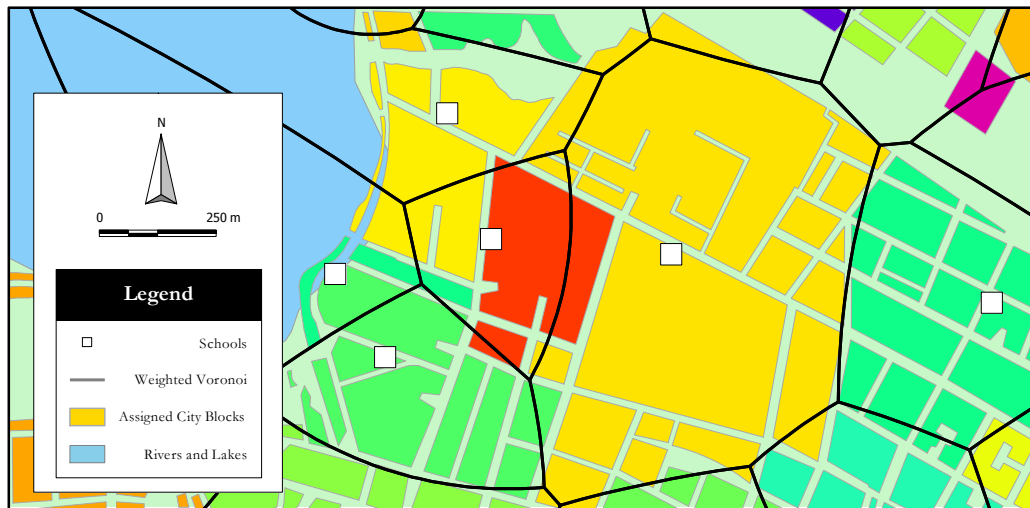 N
0 250 m
Legend
Schools
Weighted Voronoi
Assigned City Blocks
Rivers and Lakes